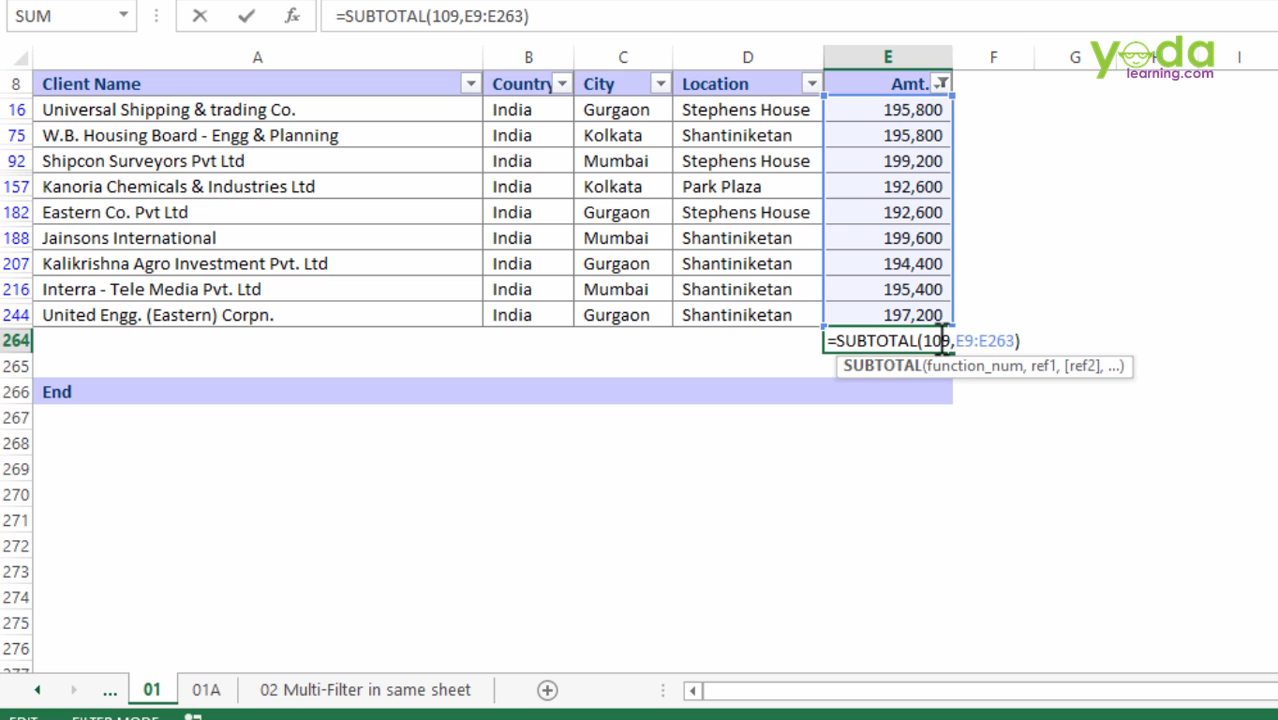 SUM =SUBTOTAL(109,E9:E263)
yoda
learning.com
A B C D E F G H I
8 Client Name Country City Location Amt.
16 Universal Shipping & trading Co. India Gurgaon Stephens House 195,800
75 W.B. Housing Board - Engg & Planning India Kolkata Shantiniketan 195,800
92 Shipcon Surveyors Pvt Ltd India Mumbai Stephens House 199,200
157 Kanoria Chemicals & Industries Ltd India Kolkata Park Plaza 192,600
182 Eastern Co. Pvt Ltd India Gurgaon Stephens House 192,600
188 Jainsons International India Mumbai Shantiniketan 199,600
207 Kalikrishna Agro Investment Pvt. Ltd India Gurgaon Shantiniketan 194,400
216 Interra - Tele Media Pvt. Ltd India Mumbai Shantiniketan 195,400
244 United Engg. (Eastern) Corpn. India Gurgaon Shantiniketan 197,200
264 =SUBTOTAL(109,E9:E263)
265 SUBTOTAL(function_num, ref1, [ref2], ...)
266 End
267
268
269
270
271
272
273
274
275
276
... 01 01A 02 Multi-Filter in same sheet
EDIT FILTER MODE